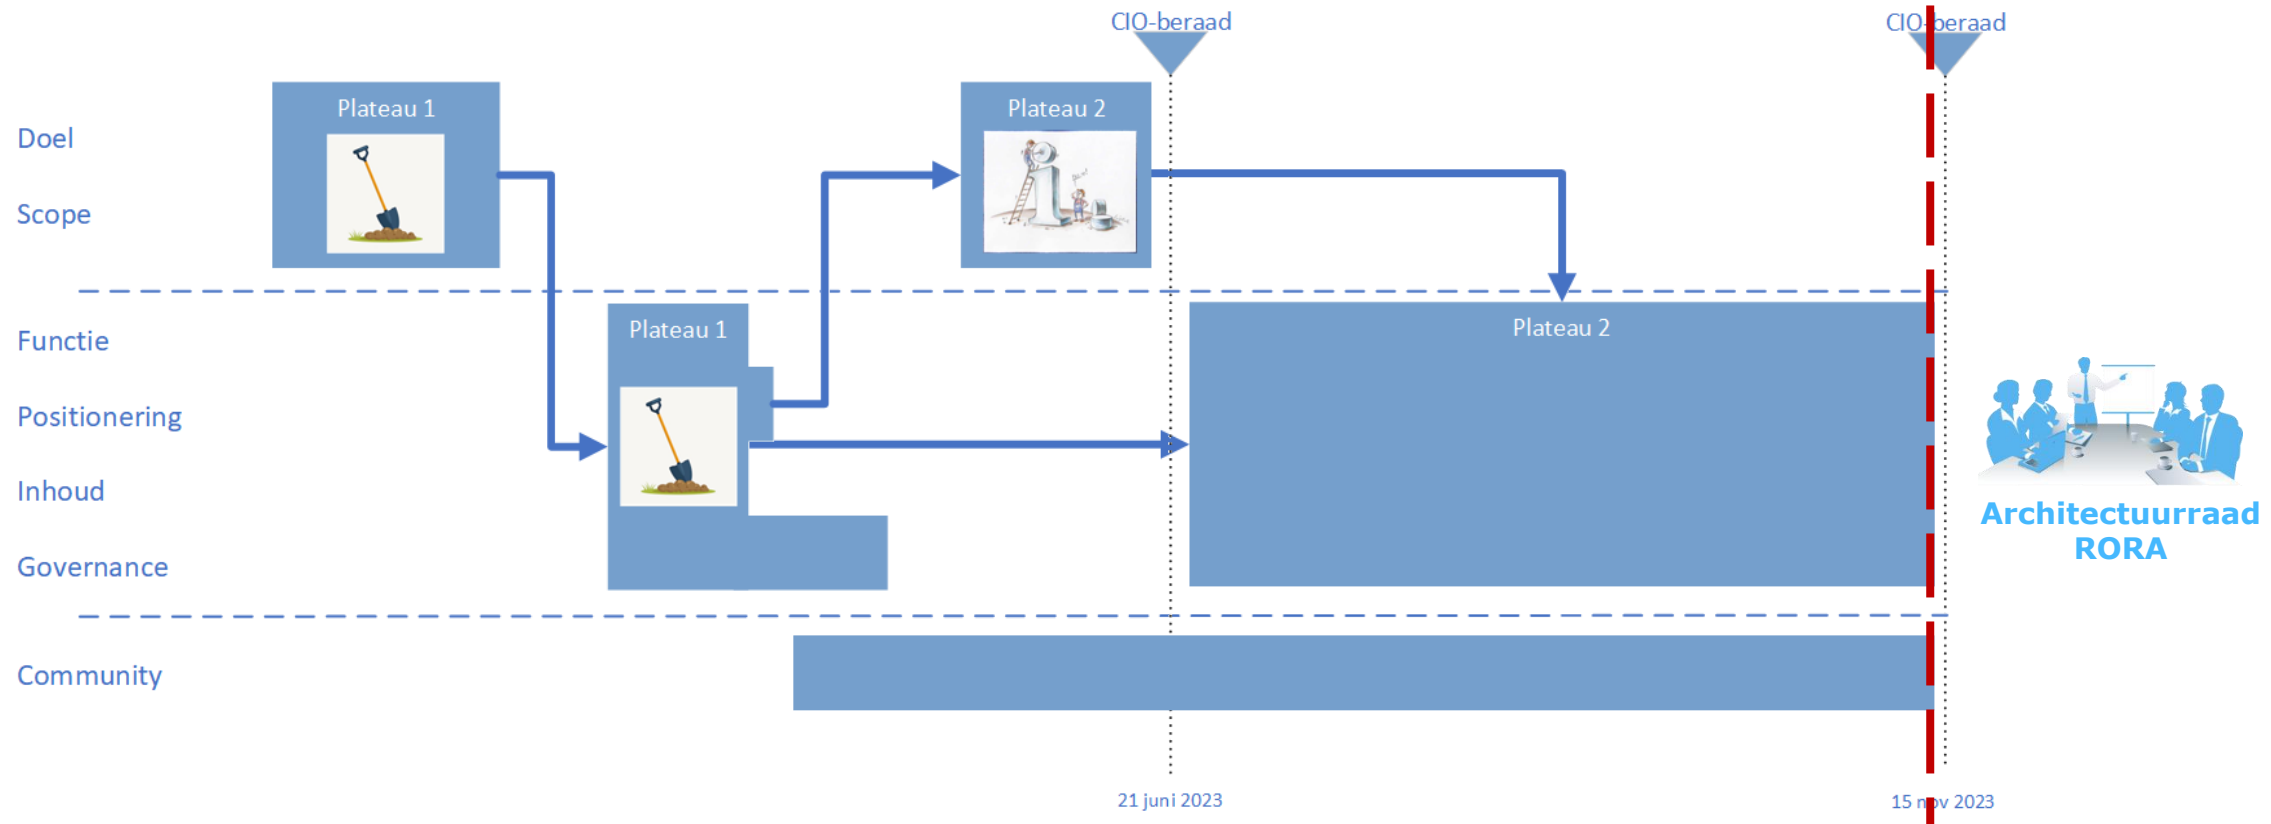 CIO-beraad
CIO-beraad
Plateau 1
Plateau 2
Doel
Scope
Plateau 1
Plateau 2
Functie
Positionering
Inhoud
Governance
Architectuurraad
RORA
Community
21 juni 2023
15 nov 2023